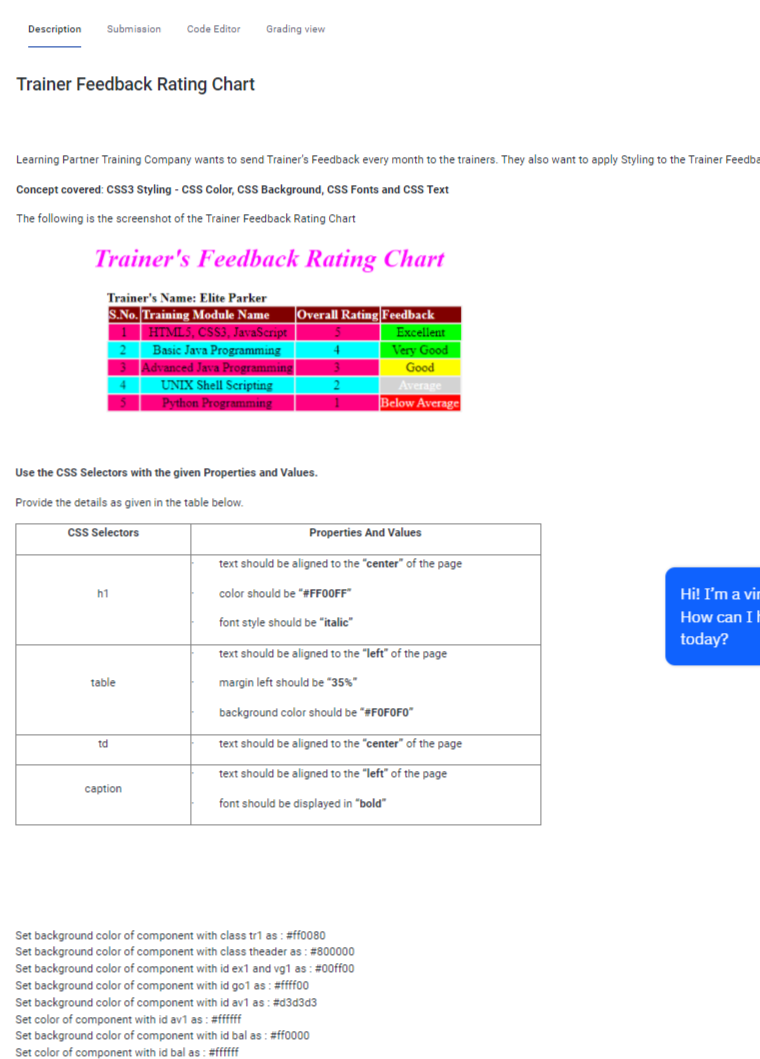 Description Submission Code Editor Grading view
Trainer Feedback Rating Chart
Learning Partner Training Company wants to send Trainer's Feedback every month to the trainers. They also want to apply Styling to the Trainer Feedba
Concept covered: CSS3 Styling - CSS Color, CSS Background, CSS Fonts and CSS Text
The following is the screenshot of the Trainer Feedback Rating Chart
Trainer's Feedback Rating Chart
Trainer's Name: Elite Parker
S.No. Training Module Name Overall Rating Feedback
1 HTML5, CSS3, JavaScript 5 Excellent
2 Basic Java Programming 4 Very Good
3 Advanced Java Programming 3 Good
4 UNIX Shell Scripting 2 Average
5 Python Programming 1 Below Average
Use the CSS Selectors with the given Properties and Values.
Provide the details as given in the table below.
CSS Selectors Properties And Values
h1
· text should be aligned to the "center" of the page
· color should be "#FF00FF"
· font style should be "italic"
table
· text should be aligned to the "left" of the page
· margin left should be "35%"
· background color should be "#F0F0F0"
td
· text should be aligned to the "center" of the page
caption
· text should be aligned to the "left" of the page
· font should be displayed in "bold"
Hi! I'm a vir
How can I h
today?
Set background color of component with class tr1 as : #ff0080
Set background color of component with class theader as : #800000
Set background color of component with id ex1 and vg1 as : #00ff00
Set background color of component with id go1 as : #ffff00
Set background color of component with id av1 as : #d3d3d3
Set color of component with id av1 as : #ffffff
Set background color of component with id bal as : #ff0000
Set color of component with id bal as : #ffffff